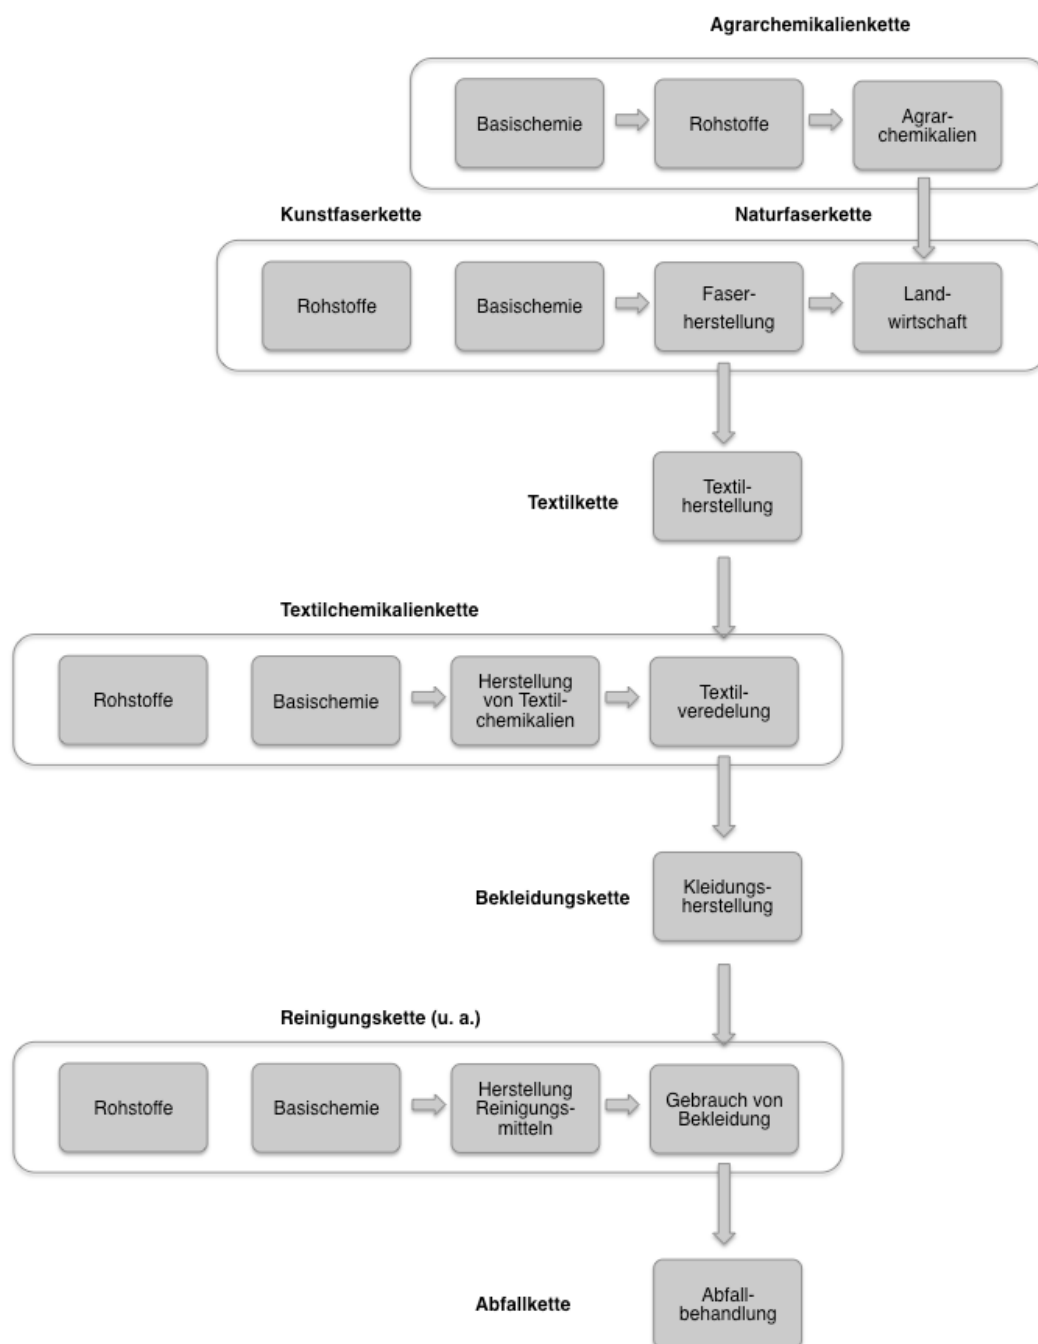 Agrarchemikalienkette
Basischemie
Rohstoffe
Agrar-
chemikalien
Kunstfaserkette
Naturfaserkette
Rohstoffe
Basischemie
Faser-
herstellung
Land-
wirtschaft
Textilkette
Textil-
herstellung
Textilchemikalienkette
Rohstoffe
Basischemie
Herstellung
von Textil-
chemikalien
Textil-
veredelung
Bekleidungskette
Kleidungs-
herstellung
Reinigungskette (u. a.)
Rohstoffe
Basischemie
Herstellung
Reinigungs-
mitteln
Gebrauch von
Bekleidung
Abfallkette
Abfall-
behandlung